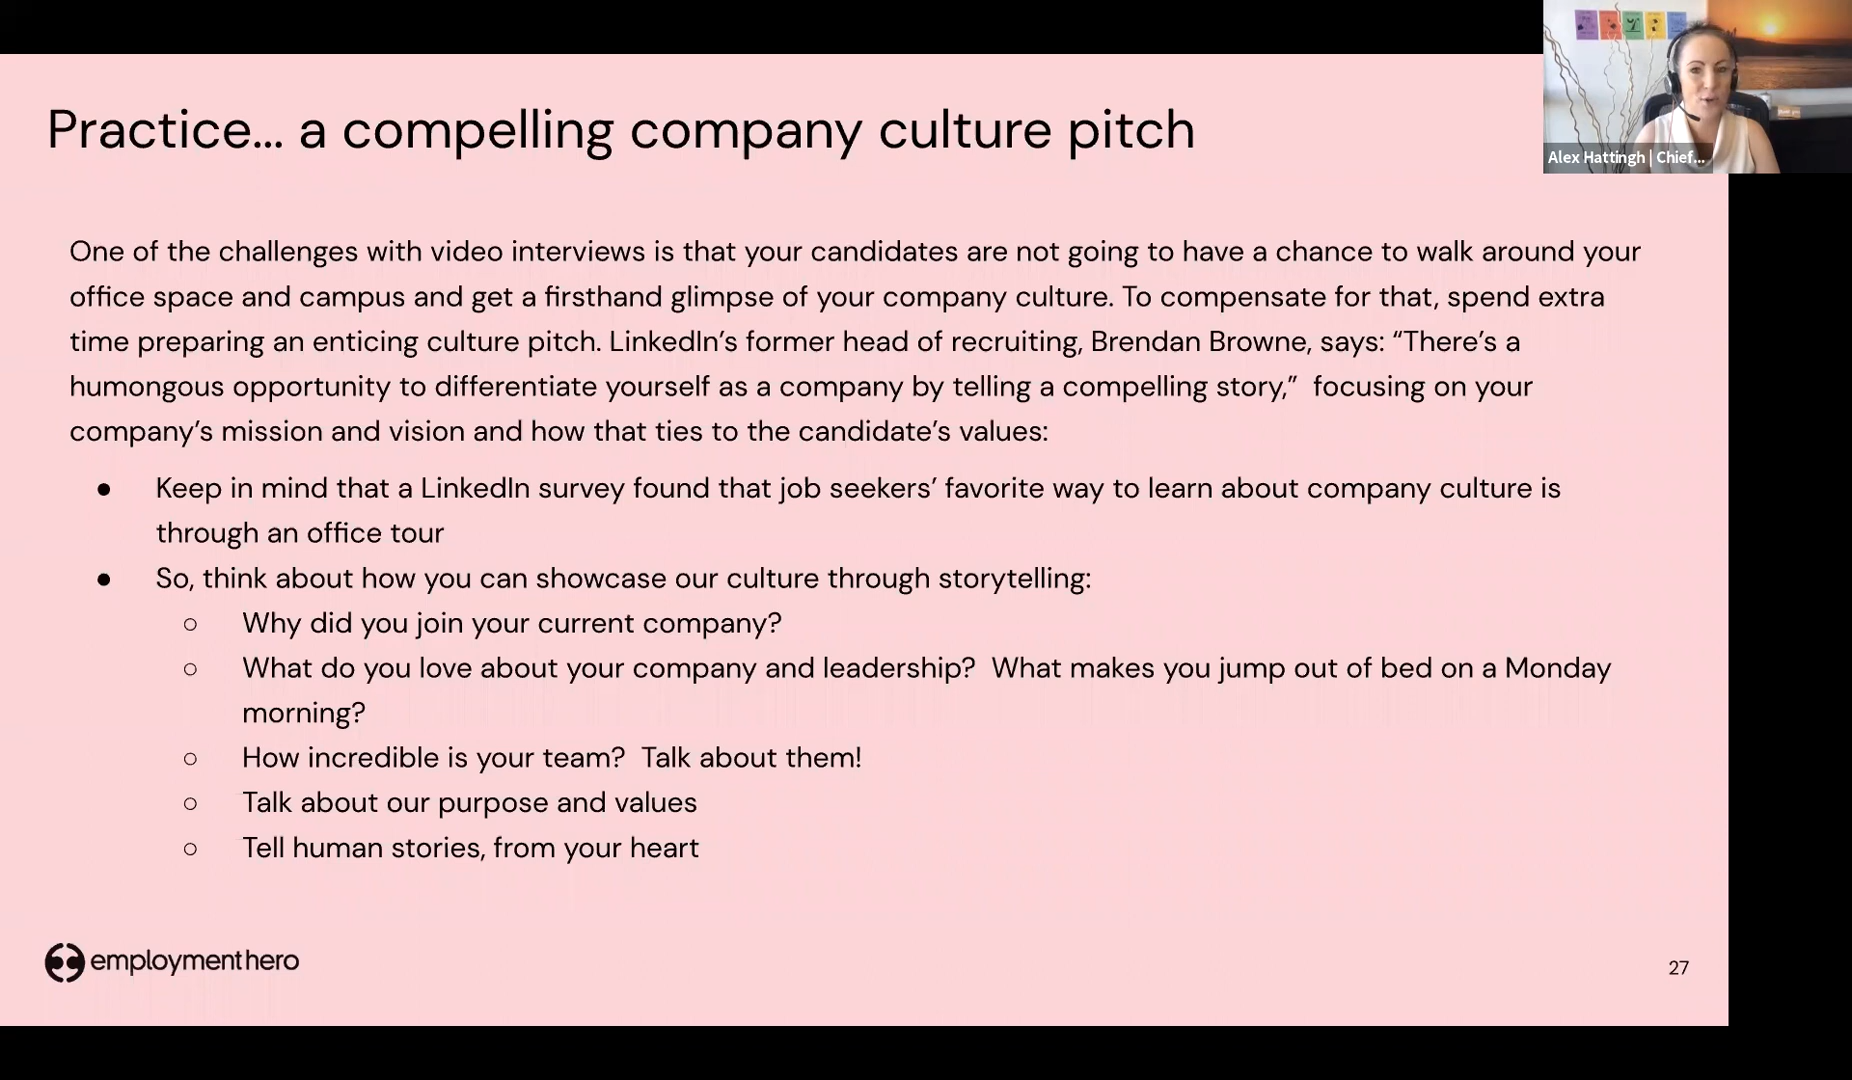 Practice... a compelling company culture pitch
Alex Hattingh | Chief...
One of the challenges with video interviews is that your candidates are not going to have a chance to walk around your
office space and campus and get a firsthand glimpse of your company culture. To compensate for that, spend extra
time preparing an enticing culture pitch. LinkedIn’s former head of recruiting, Brendan Browne, says: “There’s a
humongous opportunity to differentiate yourself as a company by telling a compelling story,”  focusing on your
company’s mission and vision and how that ties to the candidate’s values:
● Keep in mind that a LinkedIn survey found that job seekers’ favorite way to learn about company culture is
through an office tour
● So, think about how you can showcase our culture through storytelling:
○ Why did you join your current company?
○ What do you love about your company and leadership?  What makes you jump out of bed on a Monday
morning?
○ How incredible is your team?  Talk about them!
○ Talk about our purpose and values
○ Tell human stories, from your heart
employmenthero
27